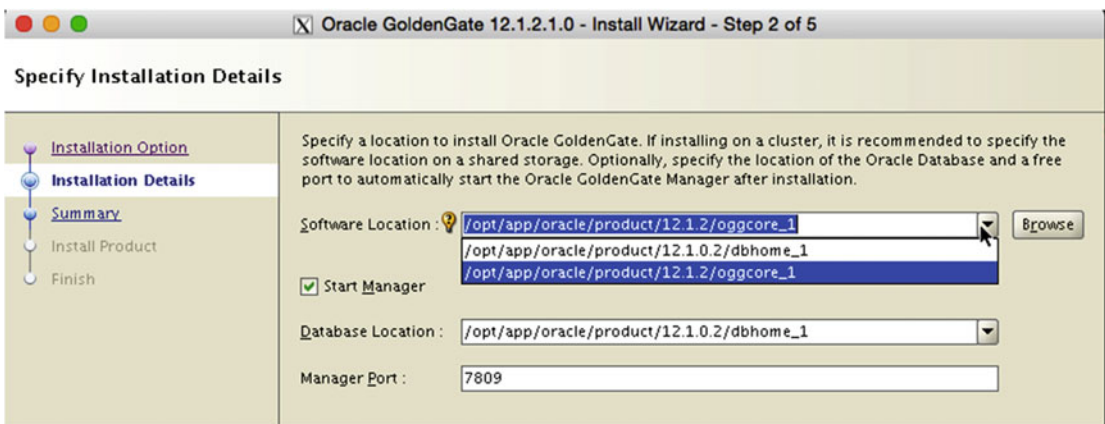 X Oracle GoldenGate 12.1.2.1.0 - Install Wizard - Step 2 of 5
Specify Installation Details
Installation Option
Installation Details
Summary
Install Product
Finish
Specify a location to install Oracle GoldenGate. If installing on a cluster, it is recommended to specify the
software location on a shared storage. Optionally, specify the location of the Oracle Database and a free
port to automatically start the Oracle GoldenGate Manager after installation.
Software Location : /opt/app/oracle/product/12.1.2/oggcore_1 Browse
/opt/app/oracle/product/12.1.0.2/dbhome_1
/opt/app/oracle/product/12.1.2/oggcore_1
Start Manager
Database Location : /opt/app/oracle/product/12.1.0.2/dbhome_1
Manager Port : 7809